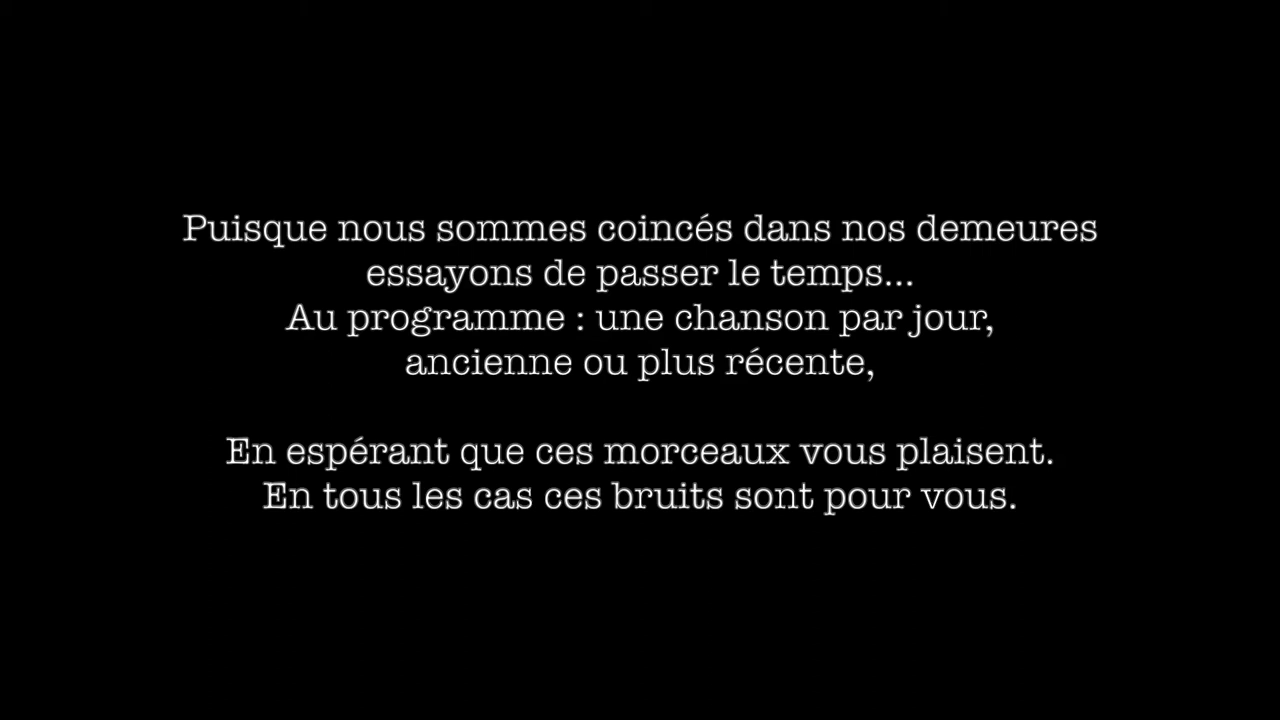 Puisque nous sommes coincés dans nos demeures
essayons de passer le temps...
Au programme : une chanson par jour,
ancienne ou plus récente,
En espérant que ces morceaux vous plaisent.
En tous les cas ces bruits sont pour vous.